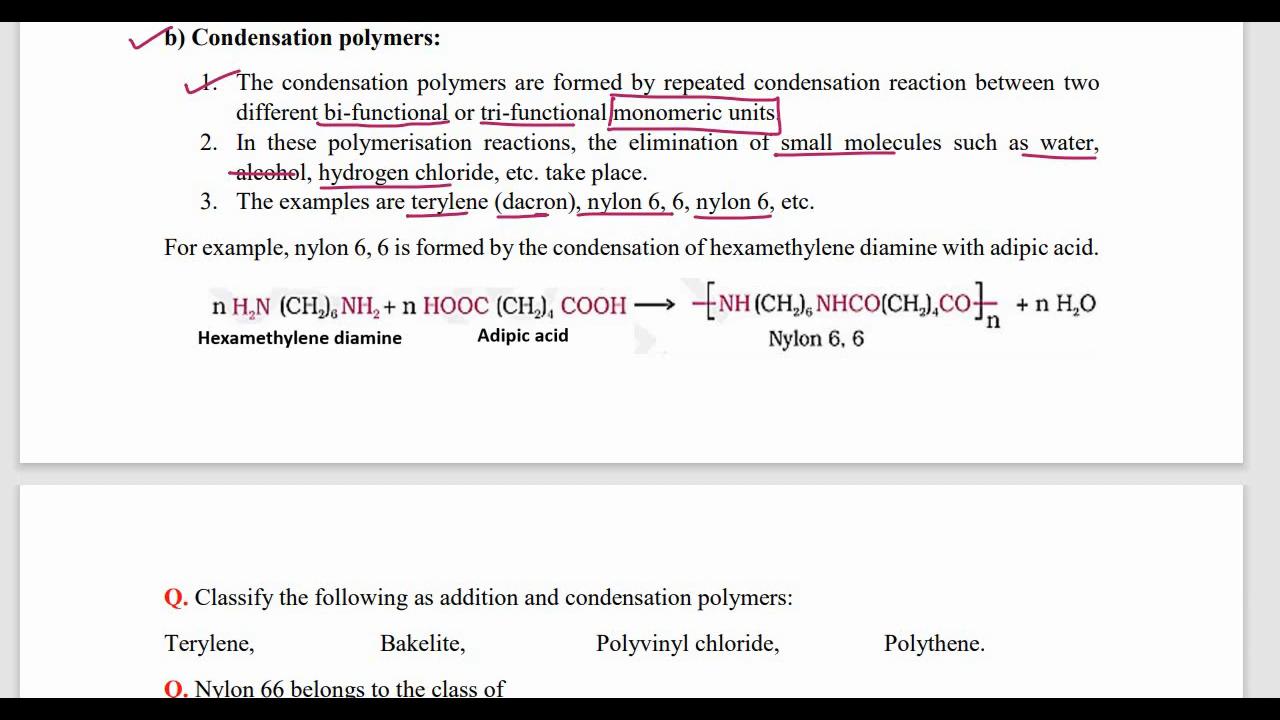 b) Condensation polymers:
1. The condensation polymers are formed by repeated condensation reaction between two
different bi-functional or tri-functional monomeric units.
2. In these polymerisation reactions, the elimination of small molecules such as water,
alcohol, hydrogen chloride, etc. take place.
3. The examples are terylene (dacron), nylon 6, 6, nylon 6, etc.
For example, nylon 6, 6 is formed by the condensation of hexamethylene diamine with adipic acid.
n H₂N (CH₂)₆ NH₂ + n HOOC (CH₂)₄ COOH ⟶ -[NH (CH₂)₆ NHCO(CH₂)₄CO]-n + n H₂O
Hexamethylene diamine Adipic acid Nylon 6, 6
Q. Classify the following as addition and condensation polymers:
Terylene, Bakelite, Polyvinyl chloride, Polythene.
Q. Nylon 66 belongs to the class of